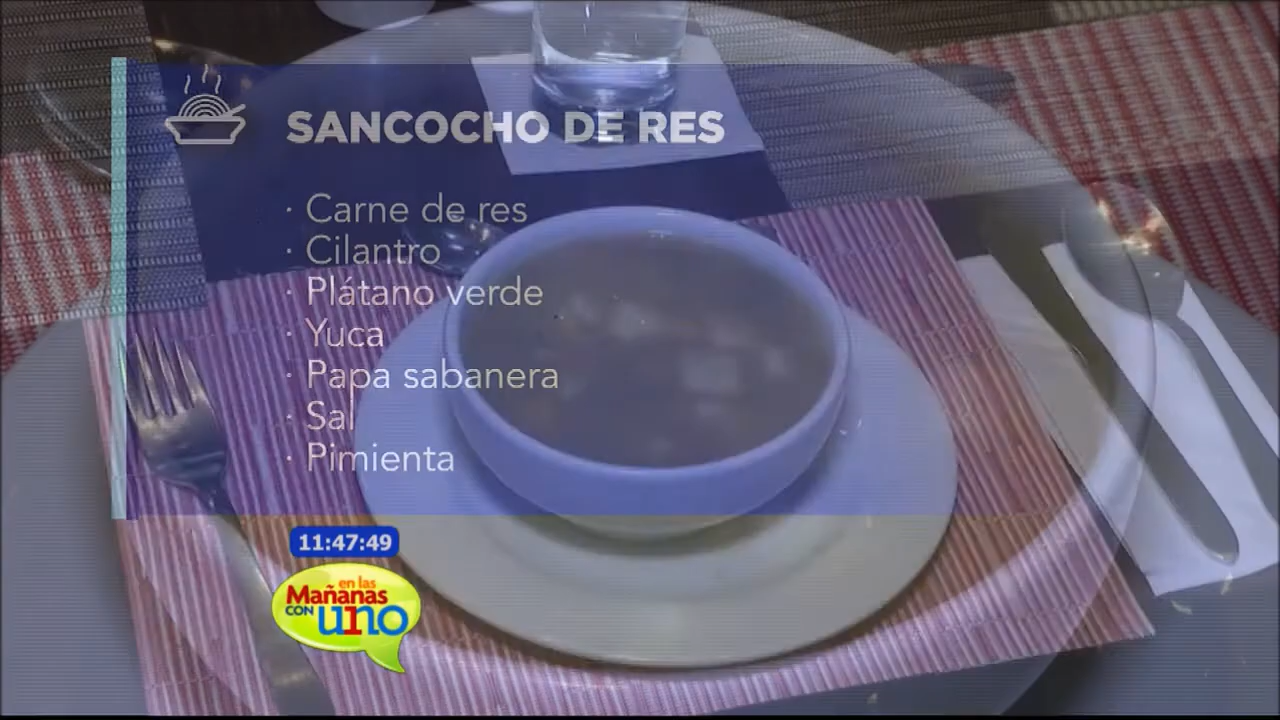 SANCOCHO DE RES
· Carne de res
· Cilantro
· Plátano verde
· Yuca
· Papa sabanera
· Sal
· Pimienta
11:47:49
en las
Mañanas
CON uno